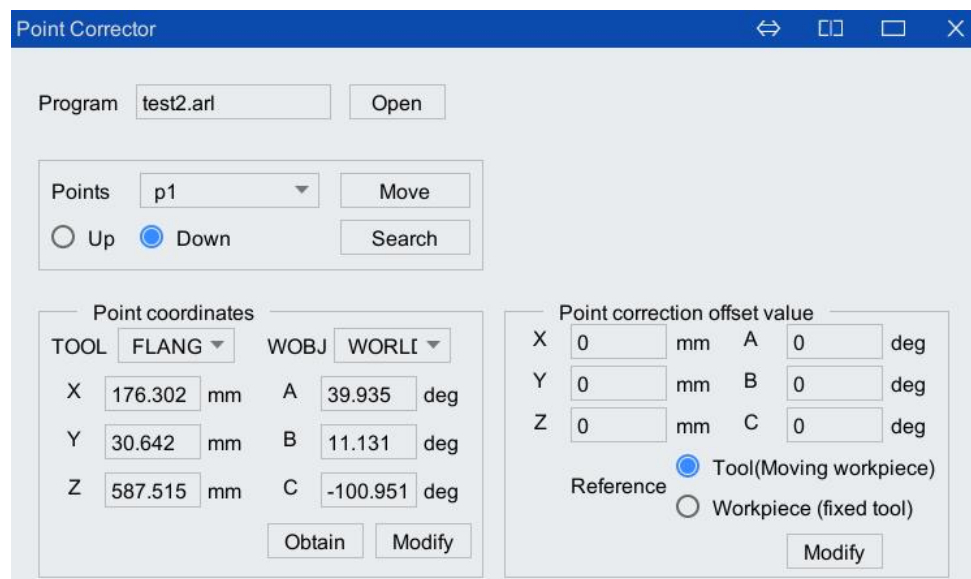 Point Corrector
Program test2.arl Open
Points p1 Move
Up Down Search
Point coordinates
TOOL FLANG WOBJ WORLD
X 176.302 mm A 39.935 deg
Y 30.642 mm B 11.131 deg
Z 587.515 mm C -100.951 deg
Obtain Modify
Point correction offset value
X 0 mm A 0 deg
Y 0 mm B 0 deg
Z 0 mm C 0 deg
Reference Tool(Moving workpiece)
Workpiece (fixed tool)
Modify